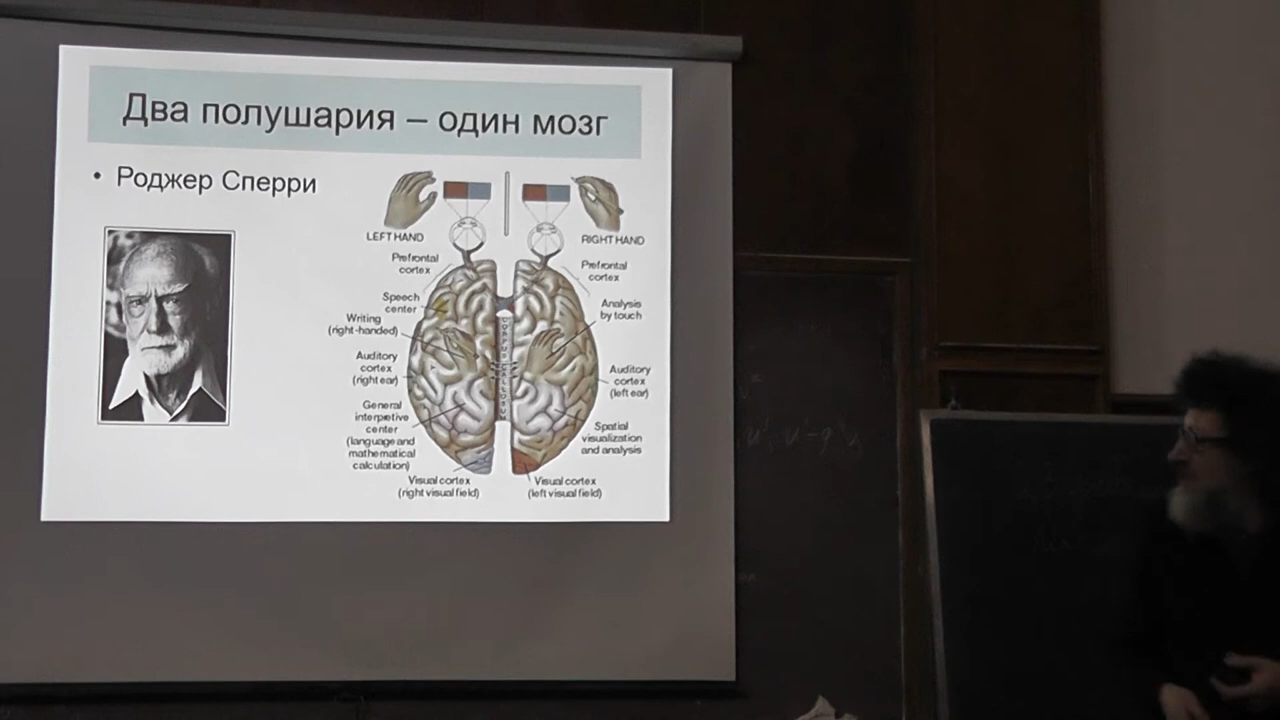 Два полушария – один мозг
• Роджер Сперри
LEFT HAND
RIGHT HAND
Prefrontal
cortex
Prefrontal
cortex
Speech
center
Analysis
by touch
Writing
(right-handed)
CORPUS CALLOSUM
Auditory
cortex
(right ear)
Auditory
cortex
(left ear)
General
interpretive
center
(language and
mathematical
calculation)
Spatial
visualization
and analysis
Visual cortex
(right visual field)
Visual cortex
(left visual field)